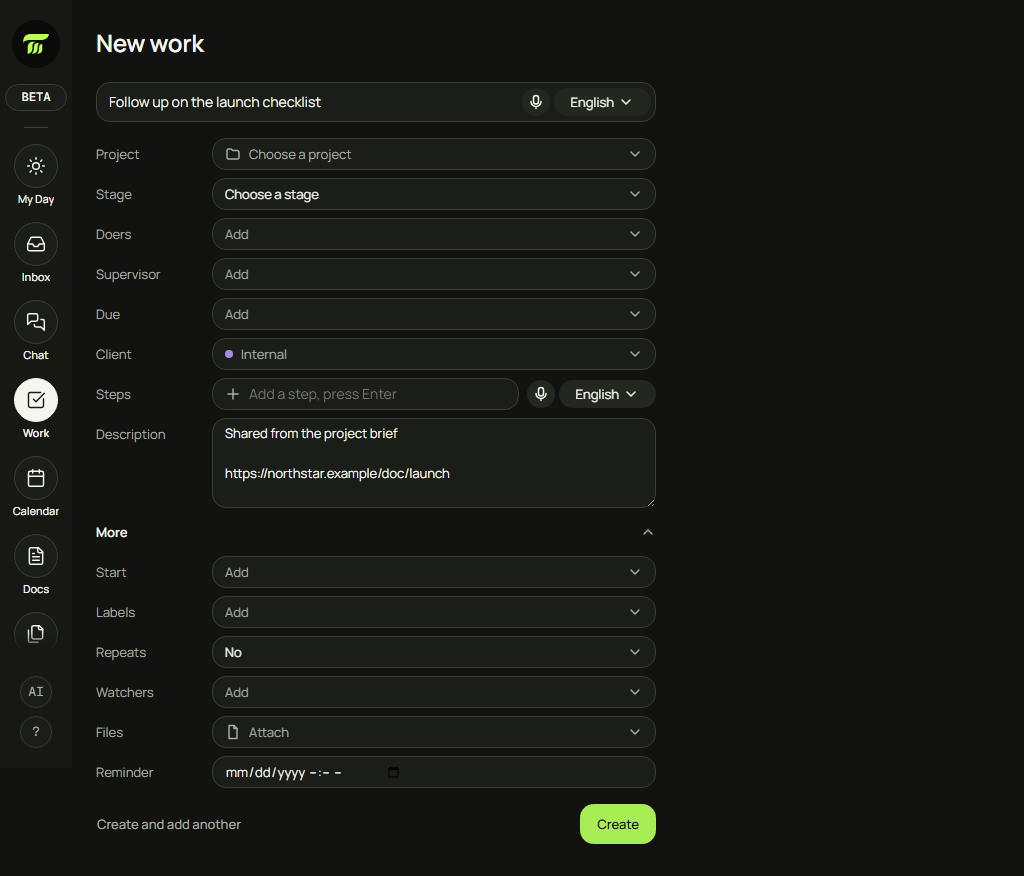 New work
BETA
Follow up on the launch checklist
English
Project
Choose a project
Stage
Choose a stage
My Day
Doers
Add
Supervisor
Add
Inbox
Due
Add
Client
Internal
Chat
Steps
Add a step, press Enter
English
Work
Description
Shared from the project brief
https://northstar.example/doc/launch
Calendar
More
Start
Add
Docs
Labels
Add
Repeats
No
Watchers
Add
AI
Files
Attach
?
Reminder
mm/dd/yyyy --:-- --
Create and add another
Create